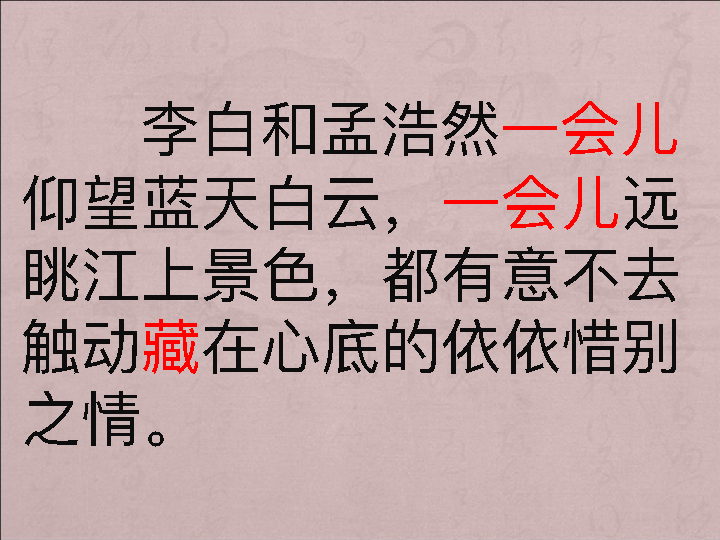 李白和孟浩然一会儿
仰望蓝天白云，一会儿远
眺江上景色，都有意不去
触动藏在心底的依依惜别
之情。